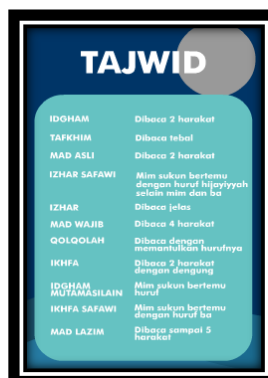 TAJWID
IDGHAM Dibaca 2 harakat
TAFKHIM Dibaca tebal
MAD ASLI Dibaca 2 harakat
IZHAR SAFAWI Mim sukun bertemu
dengan huruf hijayiyyah
selain mim dan ba
IZHAR Dibaca jelas
MAD WAJIB Dibaca 4 harakat
QOLQOLAH Dibaca dengan
memantulkan hurufnya
IKHFA Dibaca 2 harakat
dengan dengung
IDGHAM Mim sukun bertemu
MUTAMASILAIN huruf
IKHFA SAFAWI Mim sukun bertemu
dengan huruf ba
MAD LAZIM Dibaca sampai 5
harakat